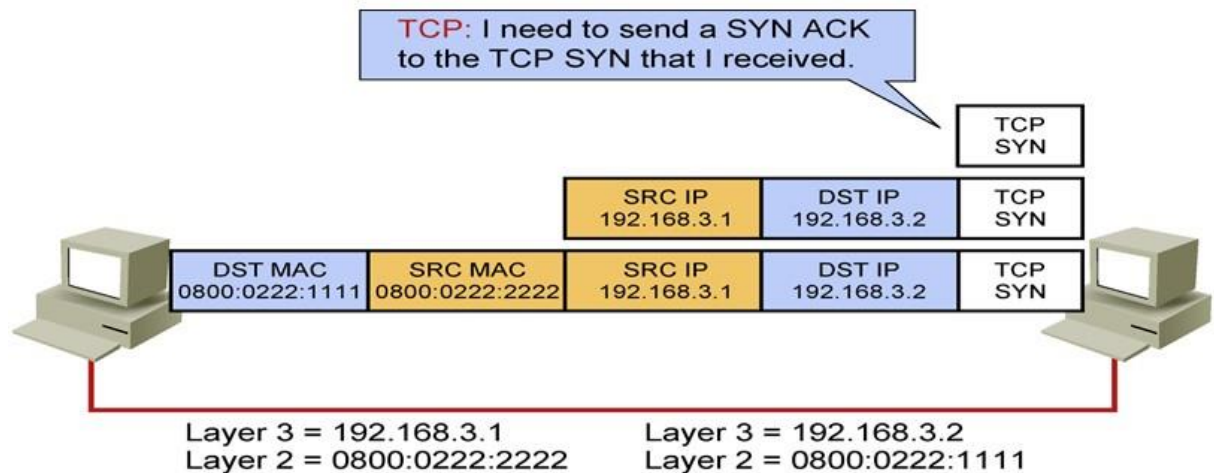 TCP: I need to send a SYN ACK
to the TCP SYN that I received.
TCP
SYN
SRC IP
192.168.3.1
DST IP
192.168.3.2
TCP
SYN
DST MAC
0800:0222:1111
SRC MAC
0800:0222:2222
SRC IP
192.168.3.1
DST IP
192.168.3.2
TCP
SYN
Layer 3 = 192.168.3.1
Layer 2 = 0800:0222:2222
Layer 3 = 192.168.3.2
Layer 2 = 0800:0222:1111